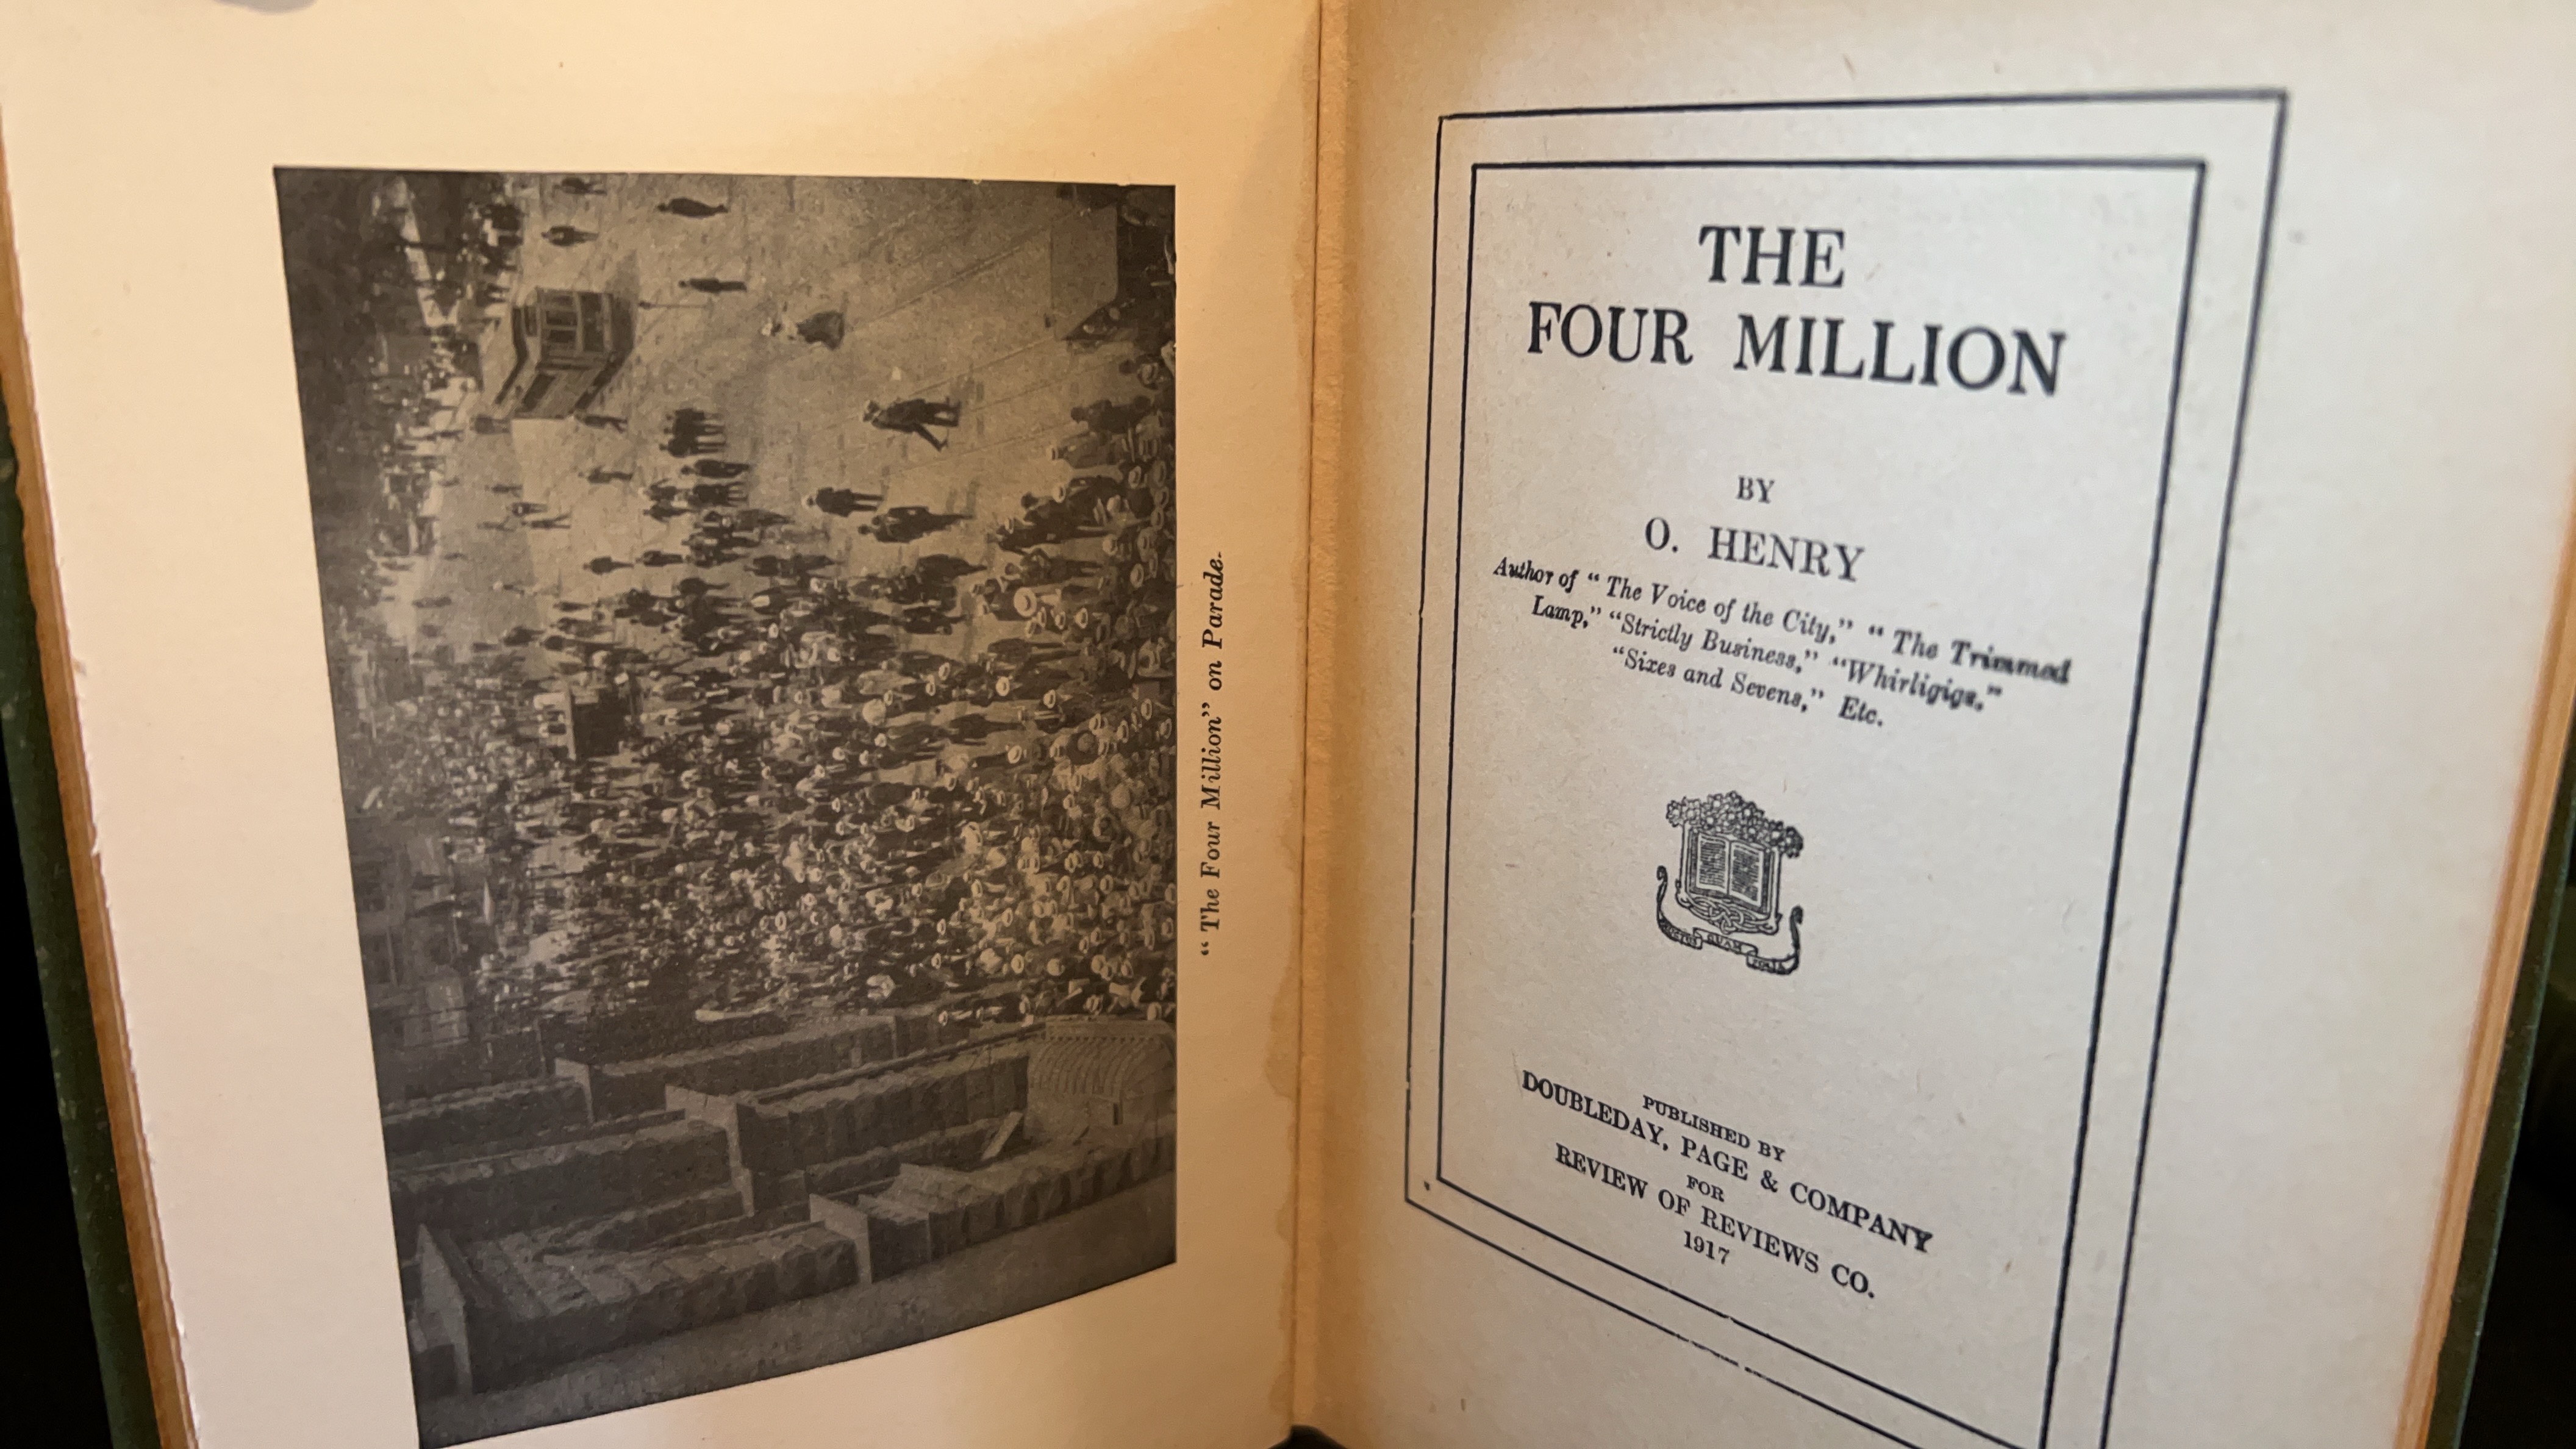 "The Four Million" on Parade.
THE
FOUR MILLION
BY
O. HENRY
Author of "The Voice of the City," "The Trimmed
Lamp," "Strictly Business," "Whirligigs,"
"Sixes and Sevens," Etc.
PUBLISHED BY
DOUBLEDAY, PAGE & COMPANY
FOR
REVIEW OF REVIEWS CO.
1917